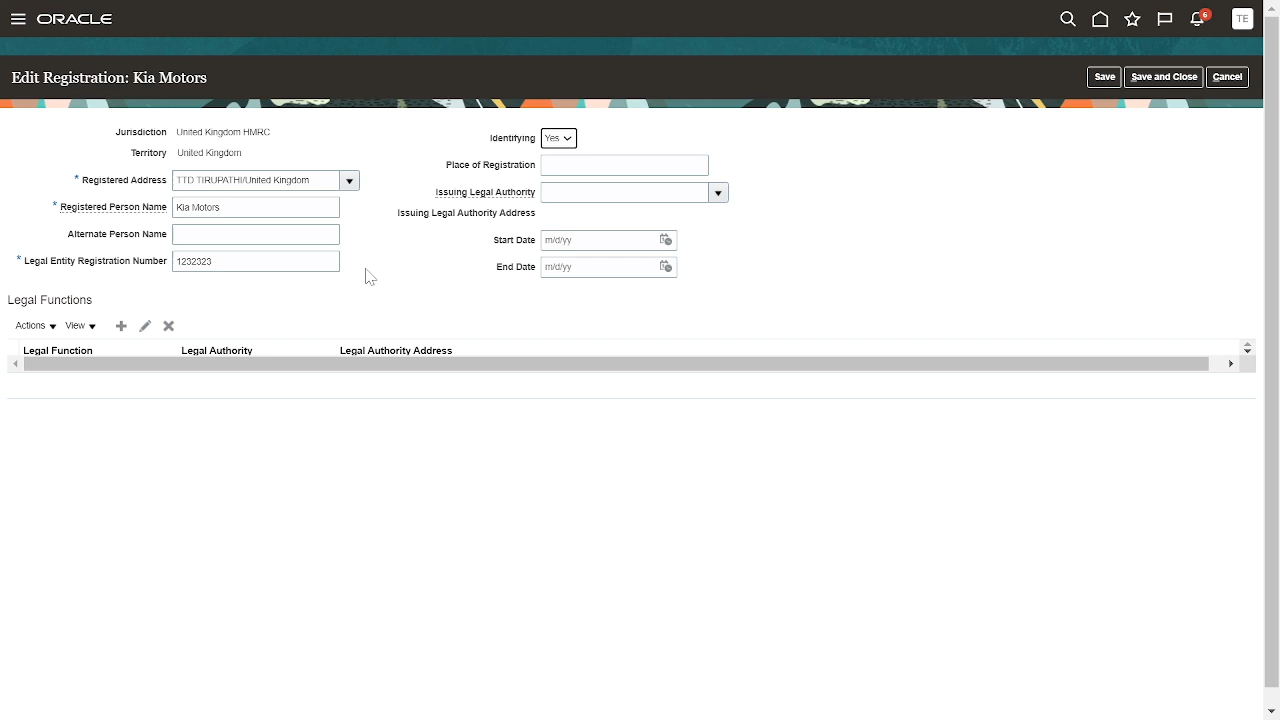 ORACLE
6
TE
Edit Registration: Kia Motors
Save
Save and Close
Cancel
Jurisdiction United Kingdom HMRC
Territory United Kingdom
* Registered Address TTD TIRUPATHI/United Kingdom
* Registered Person Name Kia Motors
Alternate Person Name
* Legal Entity Registration Number 1232323
Identifying Yes
Place of Registration
Issuing Legal Authority
Issuing Legal Authority Address
Start Date m/d/yy
End Date m/d/yy
Legal Functions
Actions View
Legal Function Legal Authority Legal Authority Address